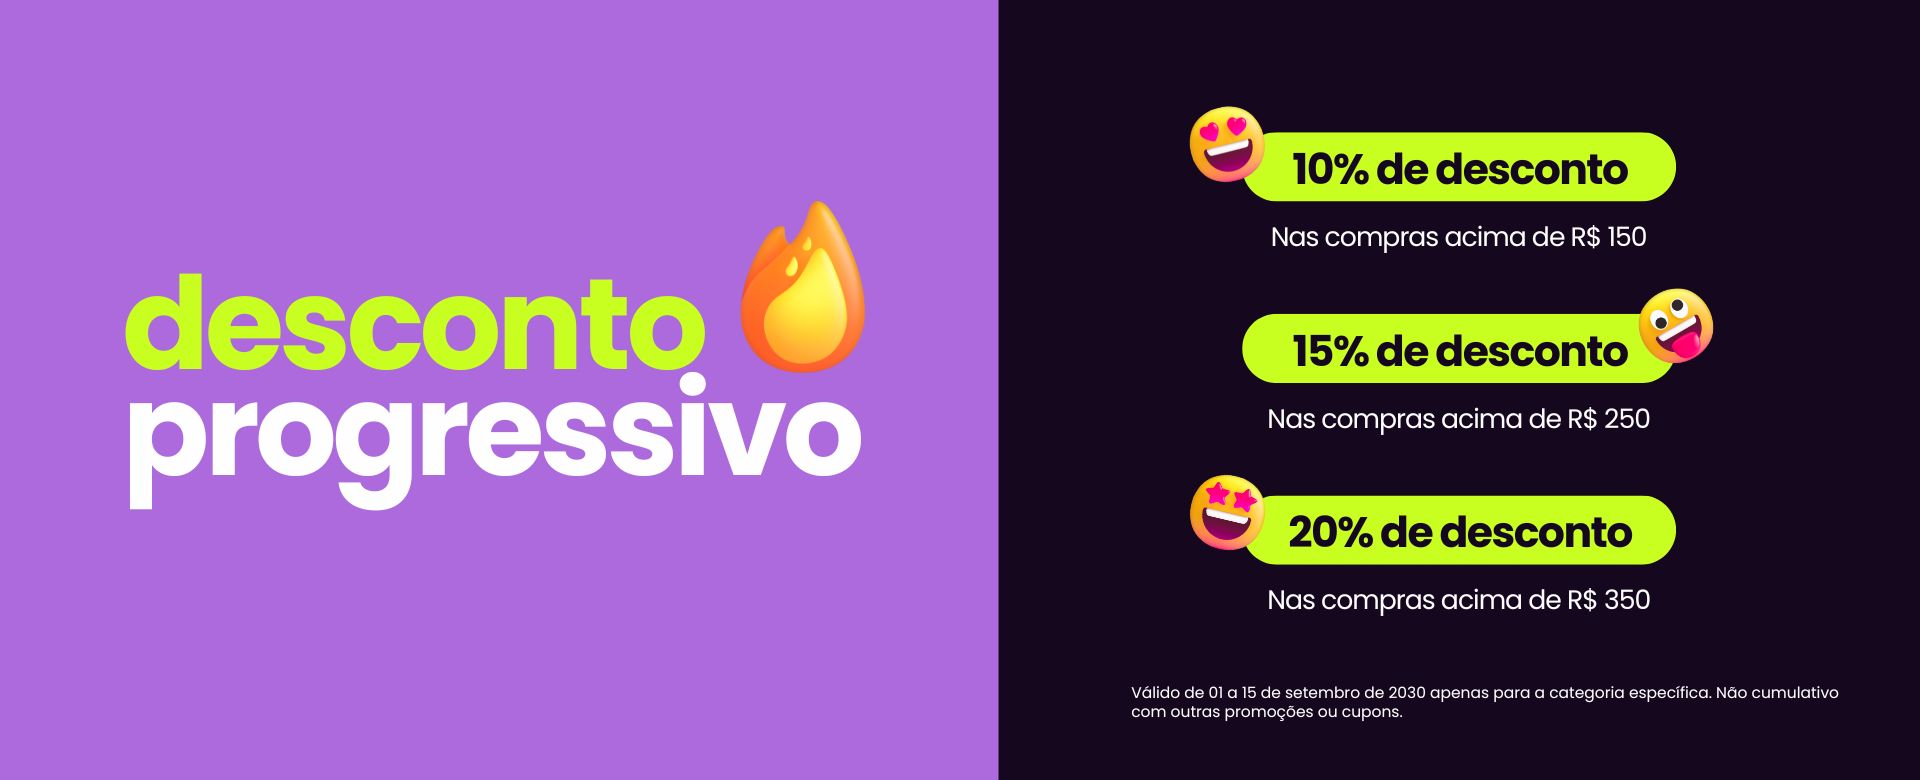 desconto
progressivo
10% de desconto
Nas compras acima de R$ 150
15% de desconto
Nas compras acima de R$ 250
20% de desconto
Nas compras acima de R$ 350
Válido de 01 a 15 de setembro de 2030 apenas para a categoria específica. Não cumulativo
com outras promoções ou cupons.